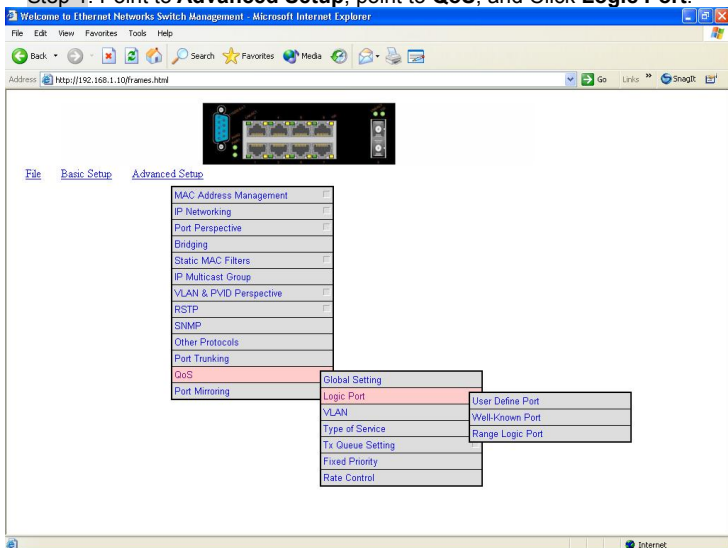 Step 1. Point to Advanced Setup, point to QoS, and Click Logic Port.
Welcome to Ethernet Networks Switch Management - Microsoft Internet Explorer
File Edit View Favorites Tools Help
Back Search Favorites Media
Address http://192.168.1.10/frames.html Go Links » SnagIt
File Basic Setup Advanced Setup
MAC Address Management
IP Networking
Port Perspective
Bridging
Static MAC Filters
IP Multicast Group
VLAN & PVID Perspective
RSTP
SNMP
Other Protocols
Port Trunking
QoS
Port Mirroring
Global Setting
Logic Port
VLAN
Type of Service
Tx Queue Setting
Fixed Priority
Rate Control
User Define Port
Well-Known Port
Range Logic Port
Internet